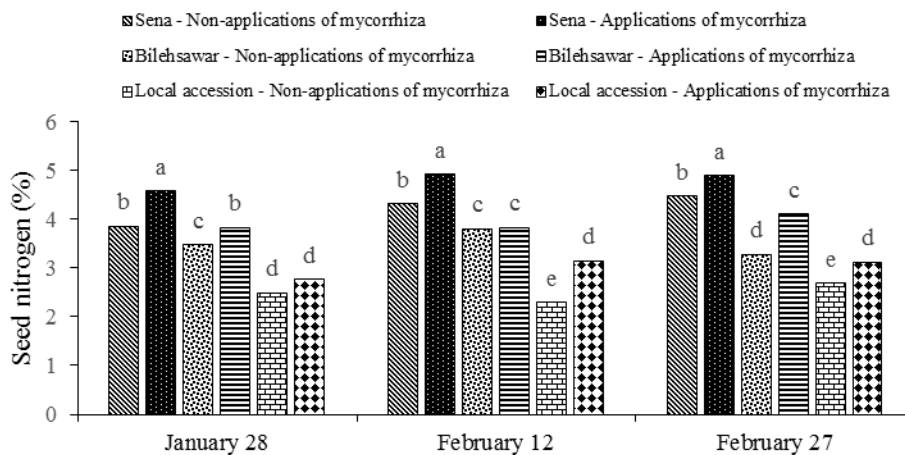 Sena - Non-applications of mycorrhiza
Sena - Applications of mycorrhiza
Bilehsawar - Non-applications of mycorrhiza
Bilehsawar - Applications of mycorrhiza
Local accession - Non-applications of mycorrhiza
Local accession - Applications of mycorrhiza
Seed nitrogen (%)
6
5
4
3
2
1
0
b a c b d d
b a c c e d
b a d c e d
January 28
February 12
February 27